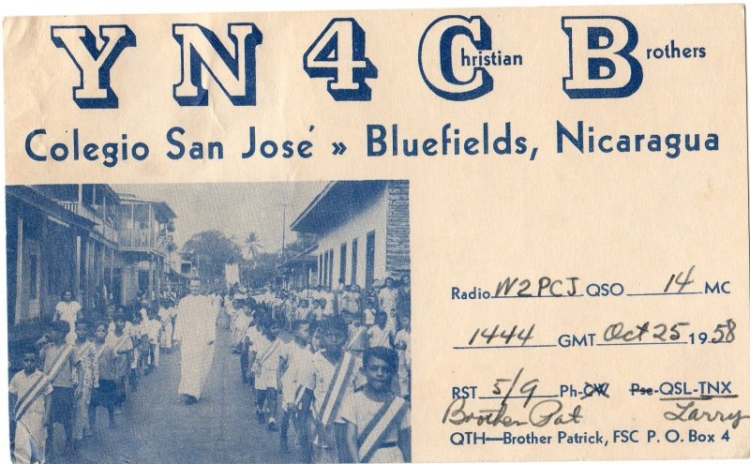 YN4CB
Christian Brothers
Colegio San José » Bluefields, Nicaragua
Radio W2PCJ QSO 14 MC
1444 GMT Oct 25 1958
RST 5/9 Ph-CW Pse-QSL-TNX
Brother Pat Larry
QTH—Brother Patrick, FSC P. O. Box 4